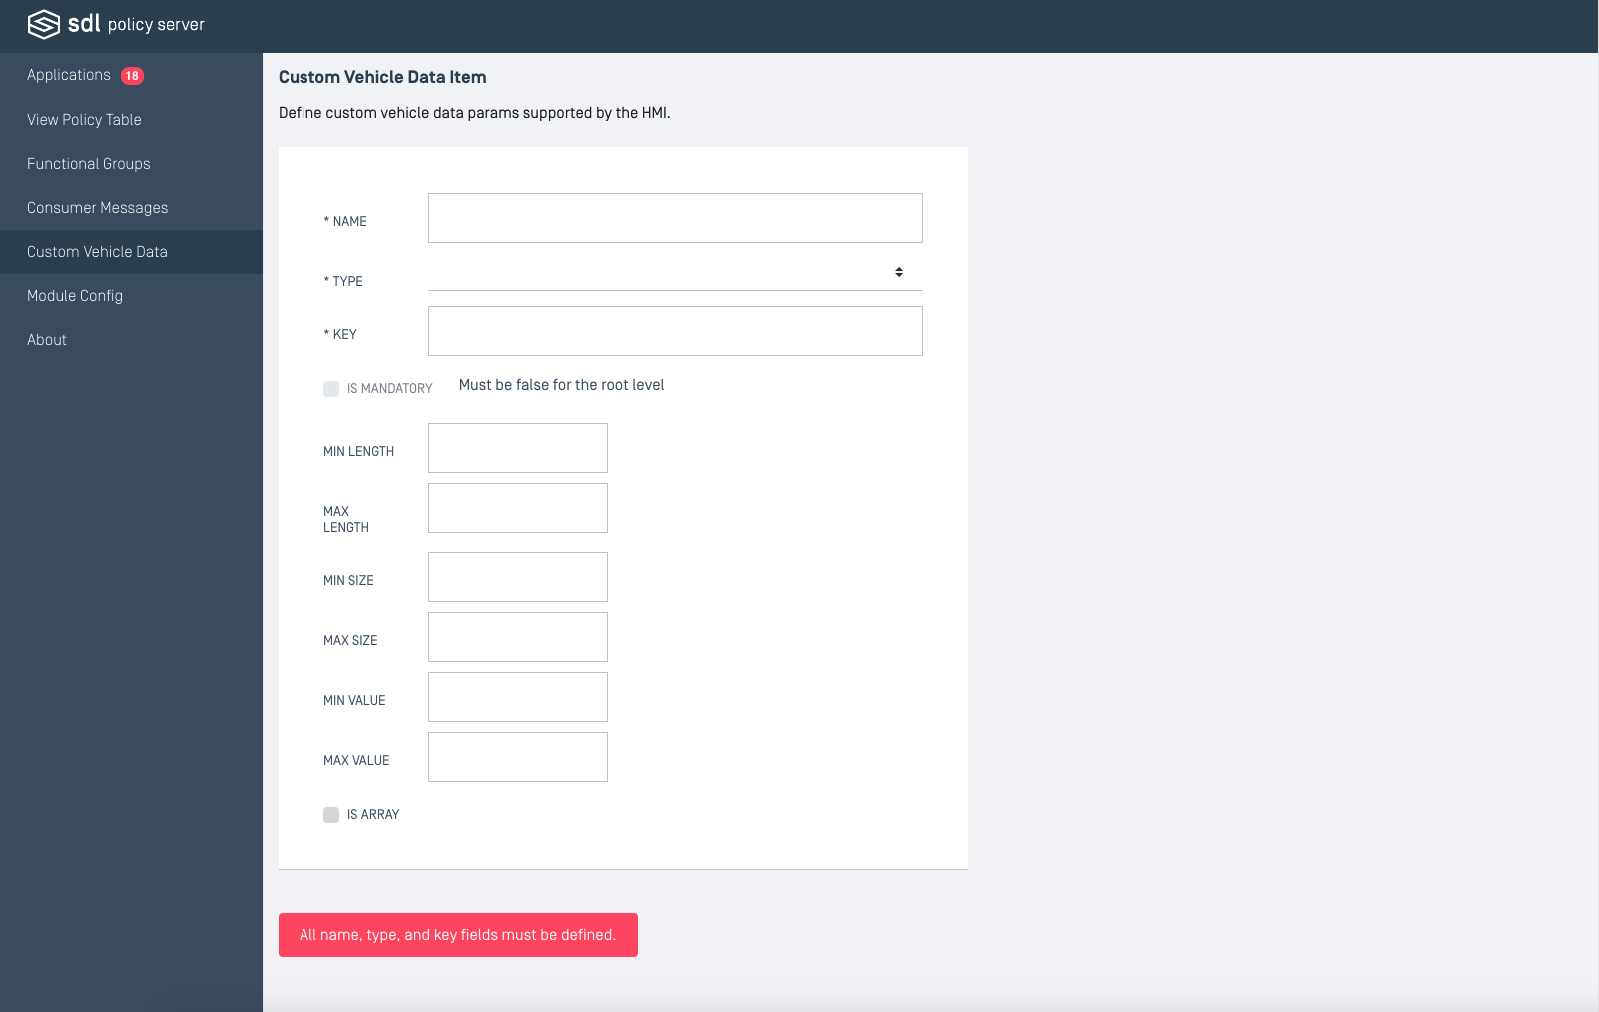 sdl policy server
Applications 18
View Policy Table
Functional Groups
Consumer Messages
Custom Vehicle Data
Module Config
About
Custom Vehicle Data Item
Define custom vehicle data params supported by the HMI.
* NAME
* TYPE
* KEY
IS MANDATORY Must be false for the root level
MIN LENGTH
MAX
LENGTH
MIN SIZE
MAX SIZE
MIN VALUE
MAX VALUE
IS ARRAY
All name, type, and key fields must be defined.